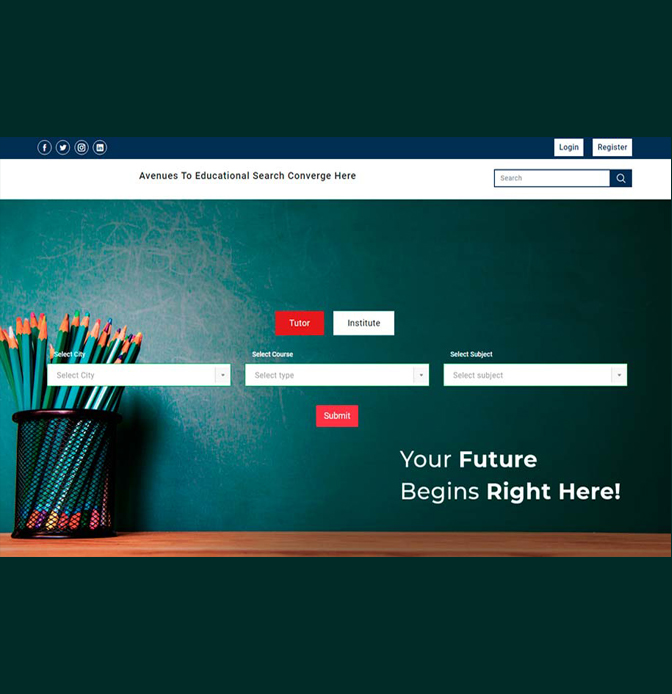 Login Register
Avenues To Educational Search Converge Here
Search
Tutor Institute
Select City Select Course Select Subject
Select City Select type Select subject
Submit
Your Future
Begins Right Here!